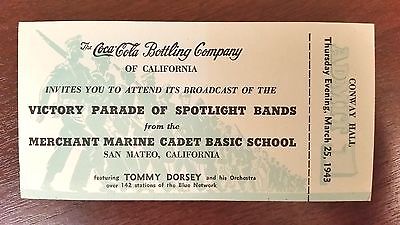 The Coca-Cola Bottling Company
OF CALIFORNIA
INVITES YOU TO ATTEND ITS BROADCAST OF THE
VICTORY PARADE OF SPOTLIGHT BANDS
from the
MERCHANT MARINE CADET BASIC SCHOOL
SAN MATEO, CALIFORNIA
featuring TOMMY DORSEY and his Orchestra
over 142 stations of the Blue Network
CONWAY HALL
Thursday Evening, March 25, 1943